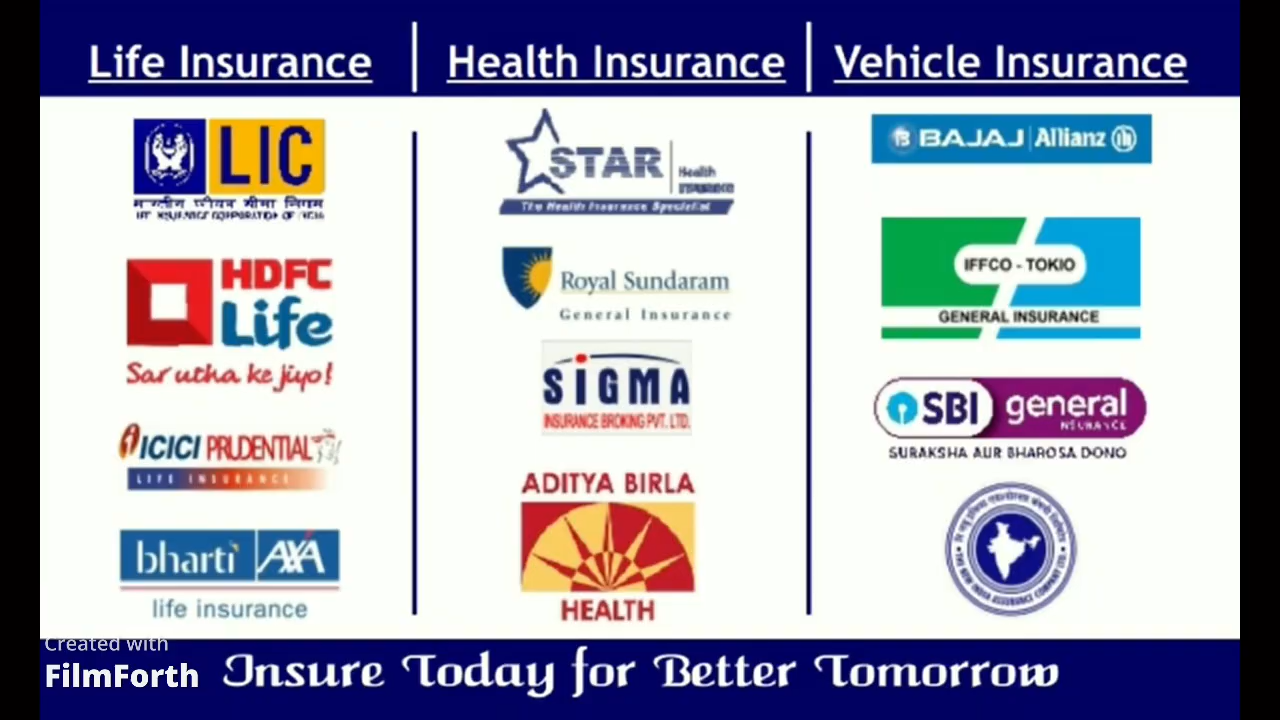 Life Insurance
Health Insurance
Vehicle Insurance
LIC
HDFC
Life
Sar utha ke jiyo!
ICICI PRUDENTIAL
LIFE INSURANCE
bharti AXA
life insurance
STAR
Health
Insurance
The Health Insurance Specialist
Royal Sundaram
General Insurance
SIGMA
INSURANCE BROKING PVT. LTD.
ADITYA BIRLA
HEALTH
BAJAJ Allianz
IFFCO - TOKIO
GENERAL INSURANCE
SBI general
INSURANCE
SURAKSHA AUR BHAROSA DONO
Created with
FilmForth
Insure Today for Better Tomorrow